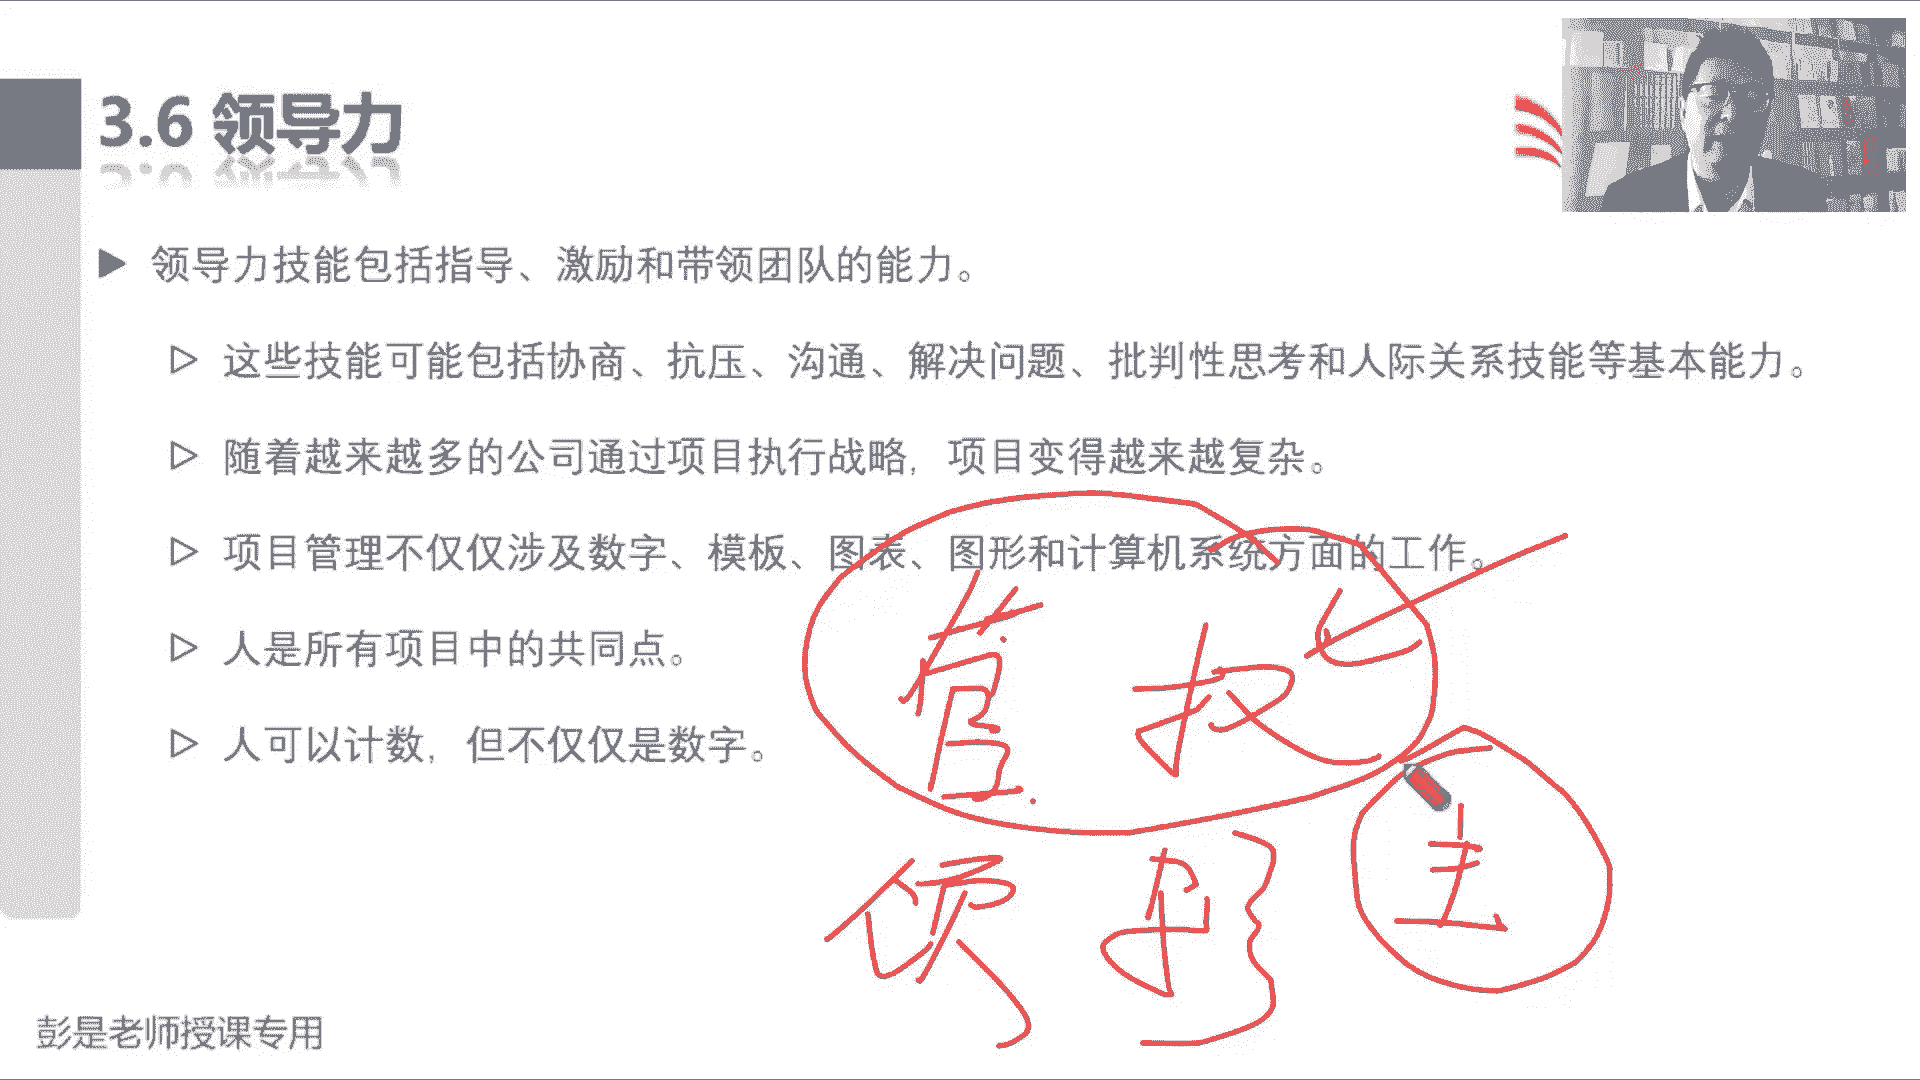 3.6 领导力
领导力技能包括指导、激励和带领团队的能力。
这些技能可能包括协商、抗压、沟通、解决问题、批判性思考和人际关系技能等基本能力。
随着越来越多的公司通过项目执行战略，项目变得越来越复杂。
项目管理不仅仅涉及数字、模板、图表、图形和计算机系统方面的工作。
人是所有项目中的共同点。
人可以计数，但不仅仅是数字。
管 权
主
彭是老师授课专用